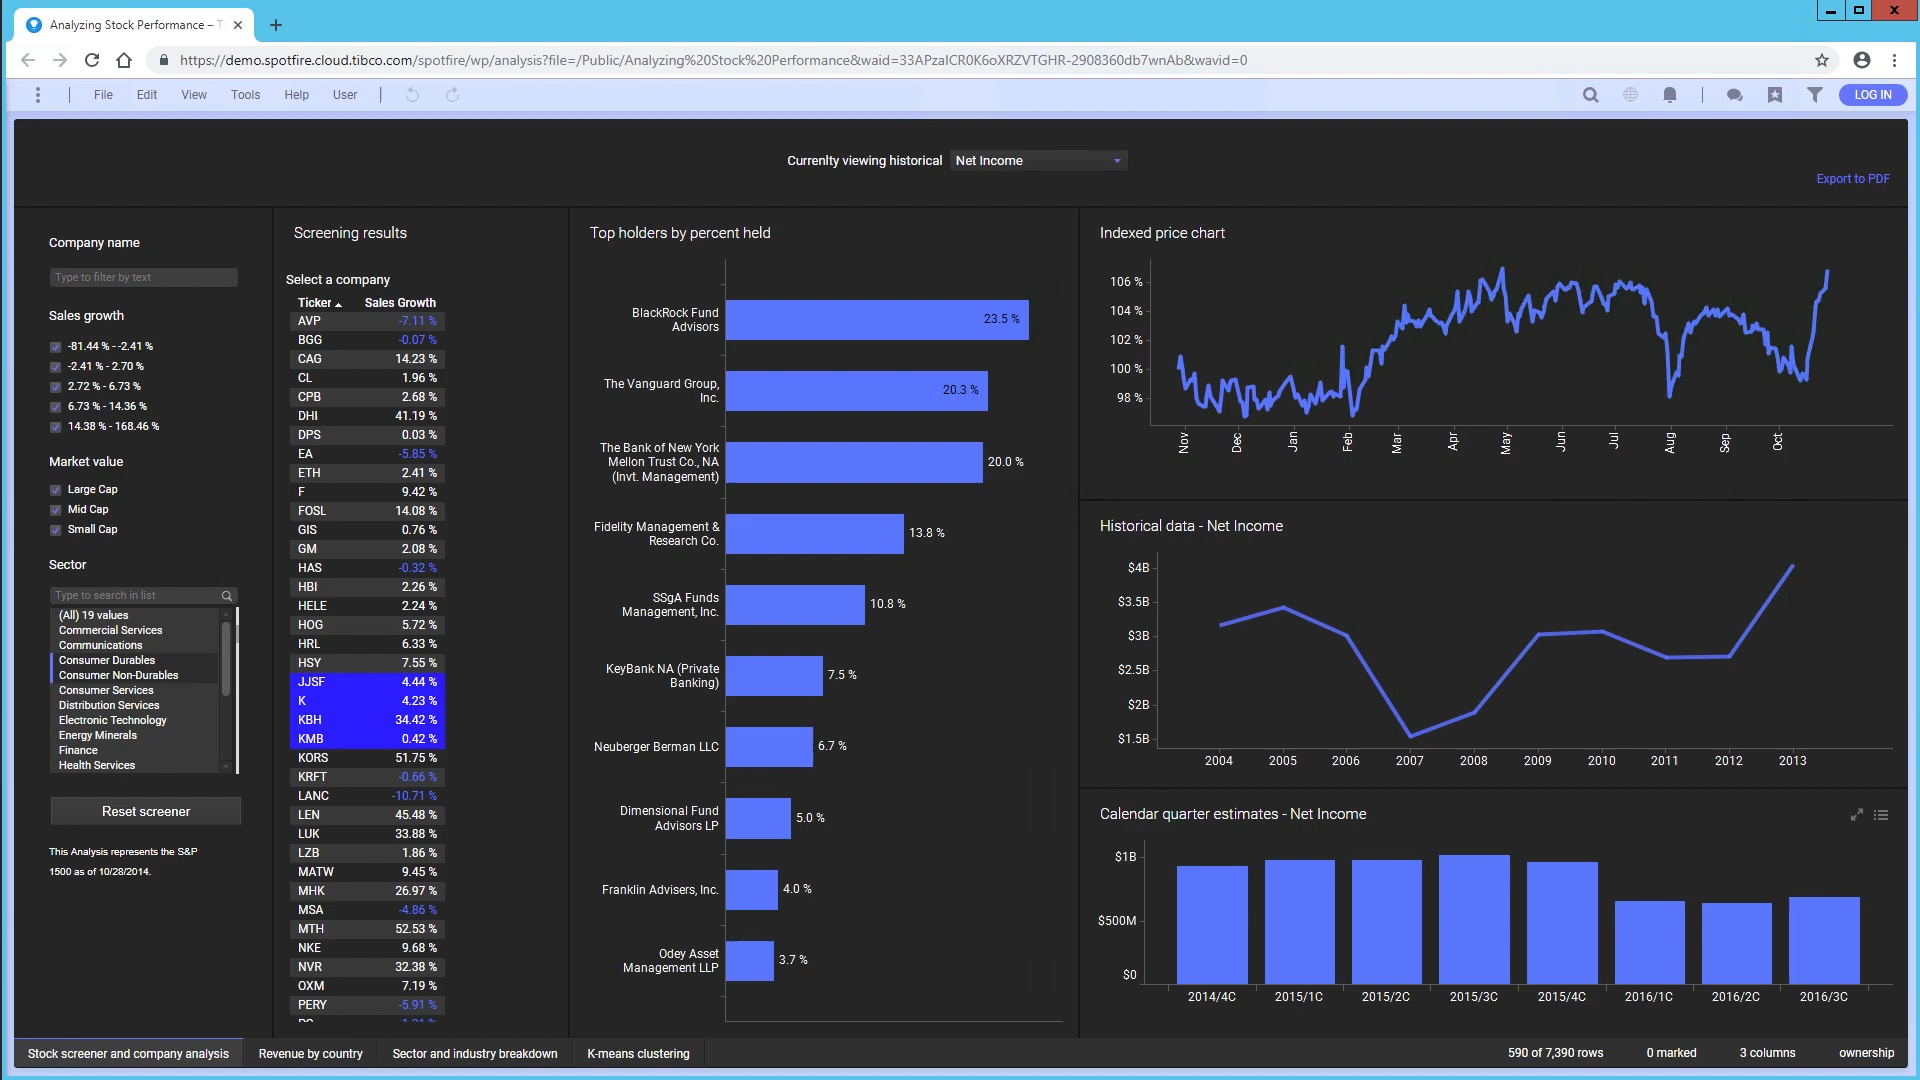 Analyzing Stock Performance – T
https://demo.spotfire.cloud.tibco.com/spotfire/wp/analysis?file=/Public/Analyzing%20Stock%20Performance&waid=33APzaICR0K6oXRZVTGHR-2908360db7wnAb&wavid=0
File Edit View Tools Help User LOG IN
Currenlty viewing historical Net Income
Export to PDF
Company name
Type to filter by text
Sales growth
-81.44 % - -2.41 %
-2.41 % - 2.70 %
2.72 % - 6.73 %
6.73 % - 14.36 %
14.38 % - 168.46 %
Market value
Large Cap
Mid Cap
Small Cap
Sector
Type to search in list
(All) 19 values
Commercial Services
Communications
Consumer Durables
Consumer Non-Durables
Consumer Services
Distribution Services
Electronic Technology
Energy Minerals
Finance
Health Services
Reset screener
This Analysis represents the S&P
1500 as of 10/28/2014.
Screening results
Select a company
Ticker Sales Growth
AVP -7.11 %
BGG -0.07 %
CAG 14.23 %
CL 1.96 %
CPB 2.68 %
DHI 41.19 %
DPS 0.03 %
EA -5.85 %
ETH 2.41 %
F 9.42 %
FOSL 14.08 %
GIS 0.76 %
GM 2.08 %
HAS -0.32 %
HBI 2.26 %
HELE 2.24 %
HOG 5.72 %
HRL 6.33 %
HSY 7.55 %
JJSF 4.44 %
K 4.23 %
KBH 34.42 %
KMB 0.42 %
KORS 51.75 %
KRFT -0.66 %
LANC -10.71 %
LEN 45.48 %
LUK 33.88 %
LZB 1.86 %
MATW 9.45 %
MHK 26.97 %
MSA -4.86 %
MTH 52.53 %
NKE 9.68 %
NVR 32.38 %
OXM 7.19 %
PERY -5.91 %
Top holders by percent held
BlackRock Fund
Advisors
23.5 %
The Vanguard Group,
Inc.
20.3 %
The Bank of New York
Mellon Trust Co., NA
(Invt. Management)
20.0 %
Fidelity Management &
Research Co.
13.8 %
SSgA Funds
Management, Inc.
10.8 %
KeyBank NA (Private
Banking)
7.5 %
Neuberger Berman LLC
6.7 %
Dimensional Fund
Advisors LP
5.0 %
Franklin Advisers, Inc.
4.0 %
Odey Asset
Management LLP
3.7 %
Indexed price chart
106 %
104 %
102 %
100 %
98 %
Nov Dec Jan Feb Mar Apr May Jun Jul Aug Sep Oct
Historical data - Net Income
$4B
$3.5B
$3B
$2.5B
$2B
$1.5B
2004 2005 2006 2007 2008 2009 2010 2011 2012 2013
Calendar quarter estimates - Net Income
$1B
$500M
$0
2014/4C 2015/1C 2015/2C 2015/3C 2015/4C 2016/1C 2016/2C 2016/3C
Stock screener and company analysis Revenue by country Sector and industry breakdown K-means clustering 590 of 7,390 rows 0 marked 3 columns ownership